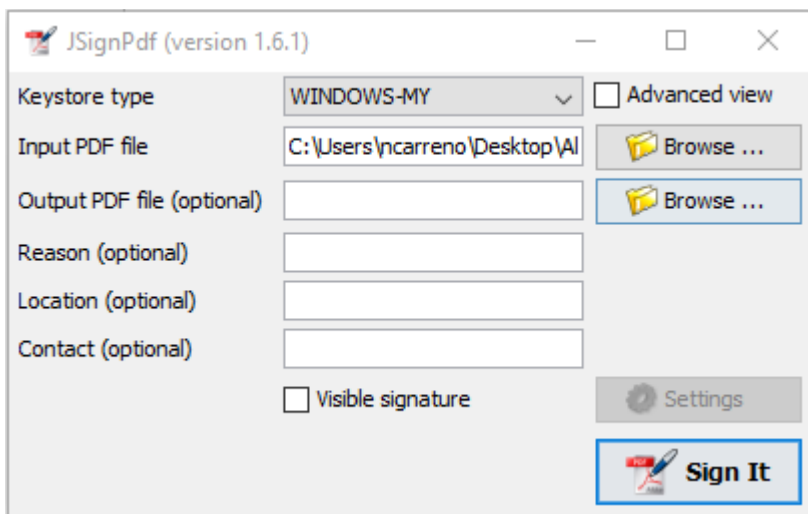 JSignPdf (version 1.6.1)
Keystore type WINDOWS-MY Advanced view
Input PDF file C:\Users\ncarreno\Desktop\Al Browse ...
Output PDF file (optional) Browse ...
Reason (optional)
Location (optional)
Contact (optional)
Visible signature Settings
Sign It